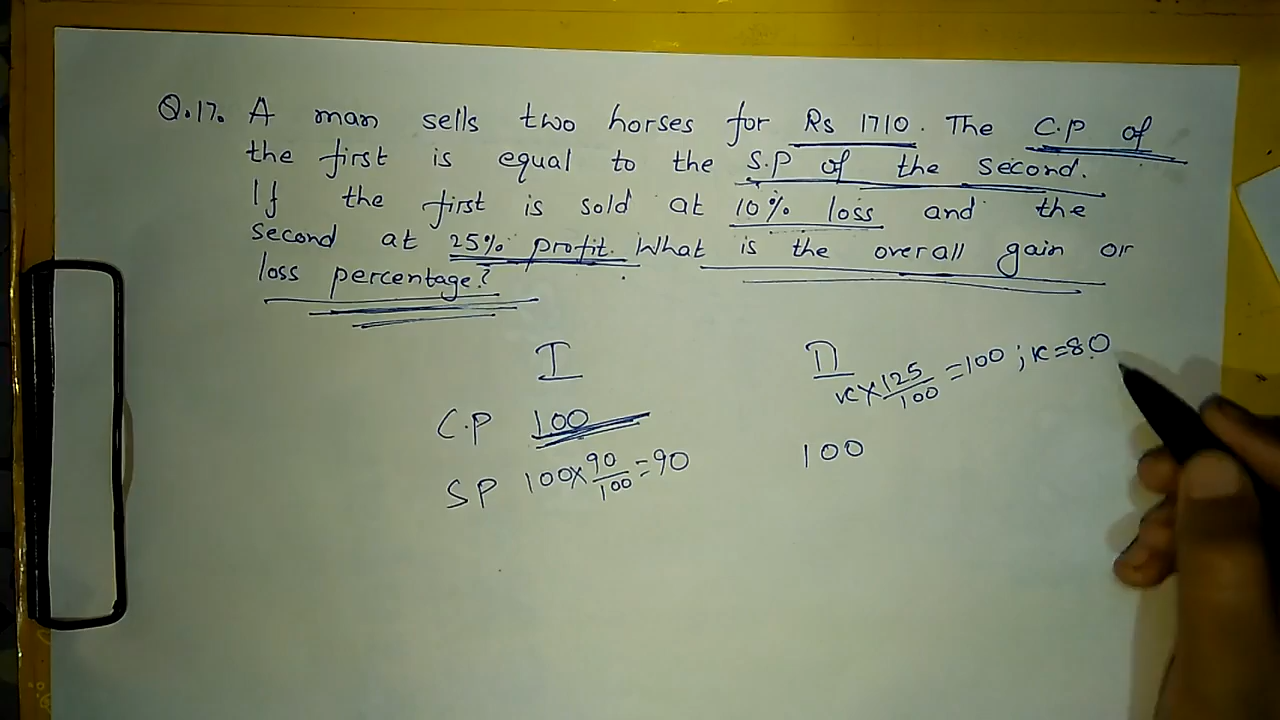 Q.17. A man sells two horses for Rs 1710. The C.P of
the first is equal to the S.P of the second.
If the first is sold at 10% loss and the
second at 25% profit. What is the overall gain or
loss percentage?
I II
x×125/100=100; x=80
C.P 100
SP 100×90/100=90 100